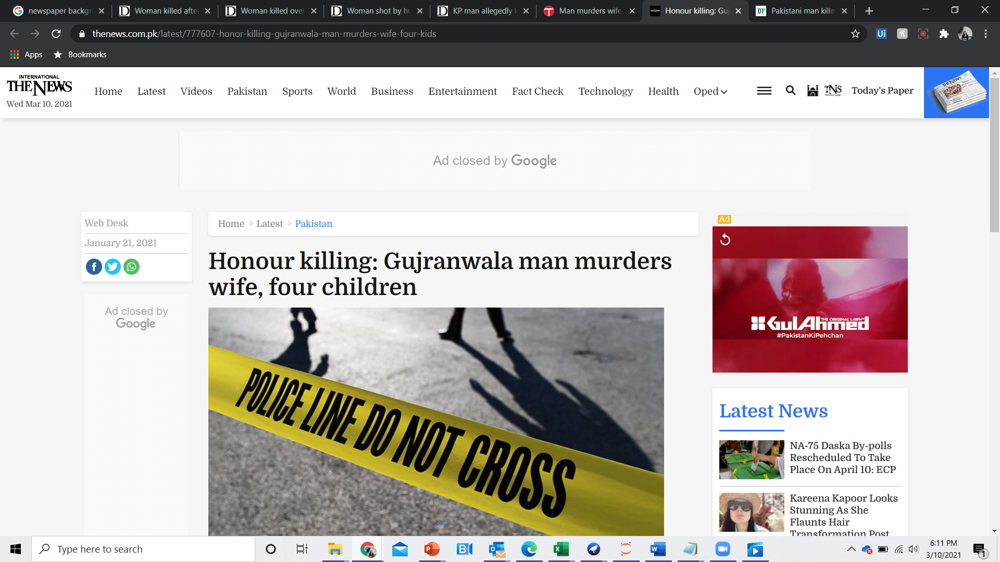 newspaper backgr
Woman killed after
Woman killed over
Woman shot by hu
KP man allegedly k
Man murders wife
Honour killing: Guj
Pakistani man kille
thenews.com.pk/latest/777607-honor-killing-gujranwala-man-murders-wife-four-kids
Apps
Bookmarks
INTERNATIONAL
THE NEWS
Wed Mar 10, 2021
Home
Latest
Videos
Pakistan
Sports
World
Business
Entertainment
Fact Check
Technology
Health
Oped
TNS
Today's Paper
Ad closed by Google
Web Desk
January 21, 2021
Ad closed by
Google
Home > Latest > Pakistan
Honour killing: Gujranwala man murders
wife, four children
POLICE LINE DO NOT CROSS
Ad
THE ORIGINAL LAWN
GulAhmed
#PakistanKiPehchan
Latest News
NA-75 Daska By-polls
Rescheduled To Take
Place On April 10: ECP
Kareena Kapoor Looks
Stunning As She
Flaunts Hair
Transformation Post
Type here to search
6:11 PM
3/10/2021
1